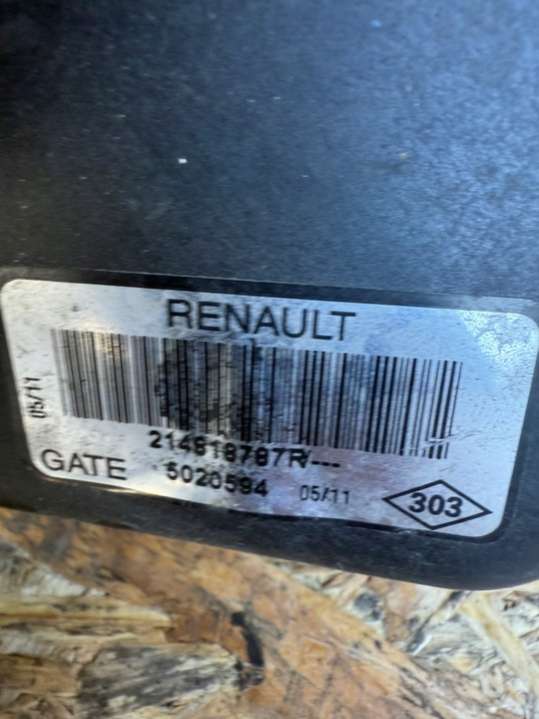 RENAULT
05/11
214818787R/---
GATE 5020594 05/11 303